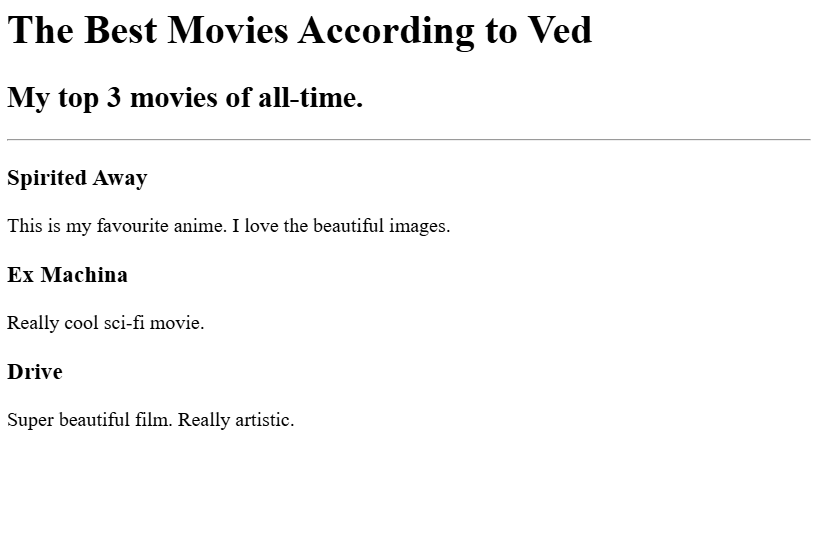 The Best Movies According to Ved
My top 3 movies of all-time.
Spirited Away
This is my favourite anime. I love the beautiful images.
Ex Machina
Really cool sci-fi movie.
Drive
Super beautiful film. Really artistic.